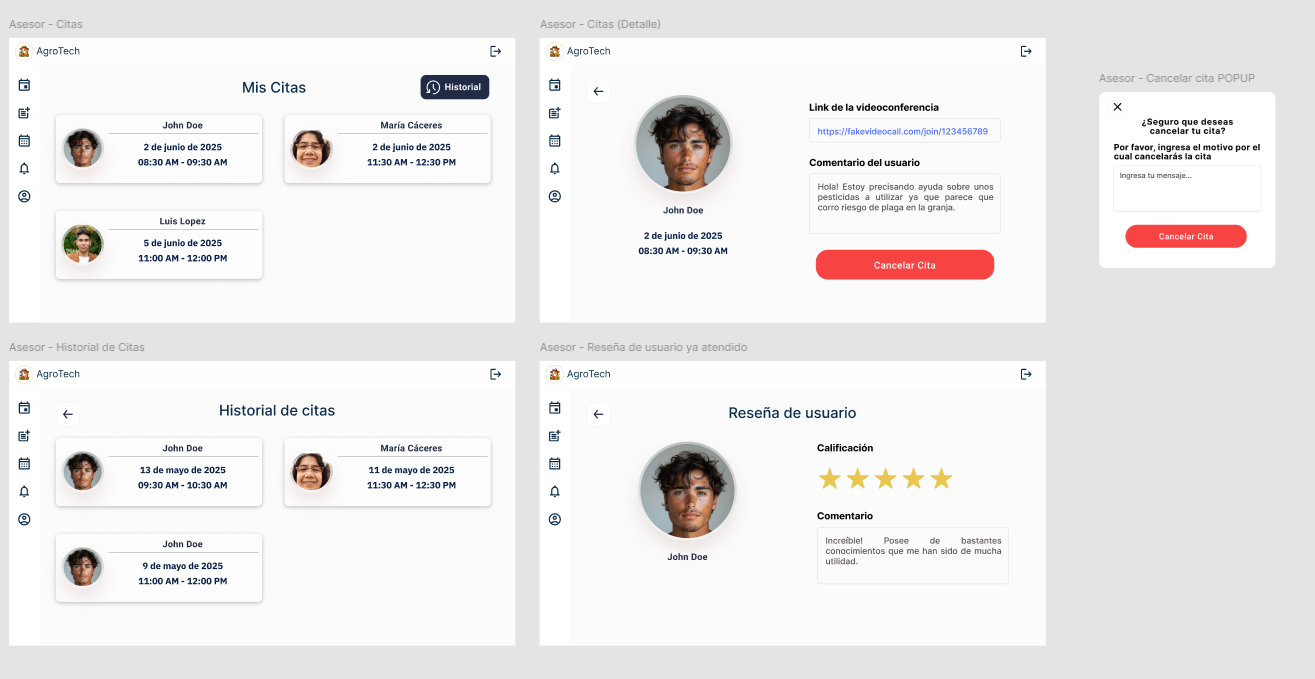 Asesor - Citas
AgroTech
Mis Citas
Historial
John Doe
2 de junio de 2025
08:30 AM - 09:30 AM
María Cáceres
2 de junio de 2025
11:30 AM - 12:30 PM
Luis Lopez
5 de junio de 2025
11:00 AM - 12:00 PM
Asesor - Citas (Detalle)
AgroTech
John Doe
2 de junio de 2025
08:30 AM - 09:30 AM
Link de la videoconferencia
https://fakevideocall.com/join/123456789
Comentario del usuario
Hola! Estoy precisando ayuda sobre unos
pesticidas a utilizar ya que parece que
corro riesgo de plaga en la granja.
Cancelar Cita
Asesor - Cancelar cita POPUP
¿Seguro que deseas
cancelar tu cita?
Por favor, ingresa el motivo por el
cual cancelarás la cita
Ingresa tu mensaje...
Cancelar Cita
Asesor - Historial de Citas
AgroTech
Historial de citas
John Doe
13 de mayo de 2025
09:30 AM - 10:30 AM
María Cáceres
11 de mayo de 2025
11:30 AM - 12:30 PM
John Doe
9 de mayo de 2025
11:00 AM - 12:00 PM
Asesor - Reseña de usuario ya atendido
AgroTech
Reseña de usuario
John Doe
Calificación
Comentario
Increíble! Posee de bastantes
conocimientos que me han sido de mucha
utilidad.